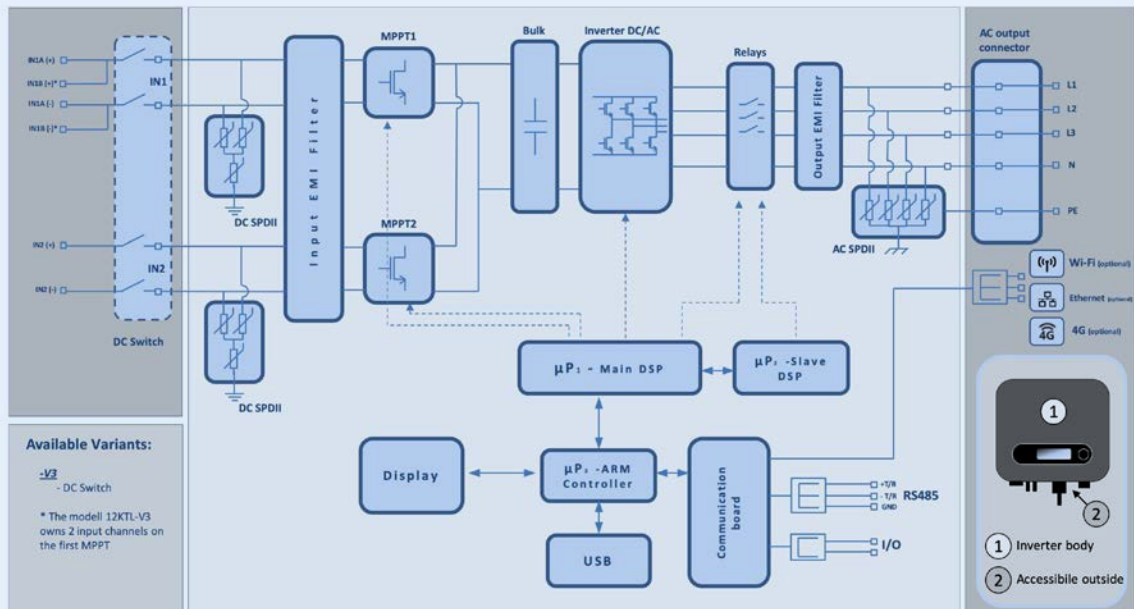 IN1A (+)
IN1B (+)*
IN1A (-)
IN1B (-)*
IN1
IN2 (+)
IN2
IN2 (-)
DC Switch
DC SPDII
DC SPDII
Input EMI Filter
MPPT1
MPPT2
Bulk
Inverter DC/AC
Relays
Output EMI Filter
AC SPDII
AC output
connector
L1
L2
L3
N
PE
Wi-Fi (optional)
Ethernet (optional)
4G
4G (optional)
µP₁ - Main DSP
µP₂ -Slave
DSP
Display
µP₃ -ARM
Controller
USB
Communication
board
+T/R
- T/R
GND
RS485
I/O
Available Variants:
-V3
- DC Switch
* The modell 12KTL-V3
owns 2 input channels on
the first MPPT
1
2
1 Inverter body
2 Accessibile outside